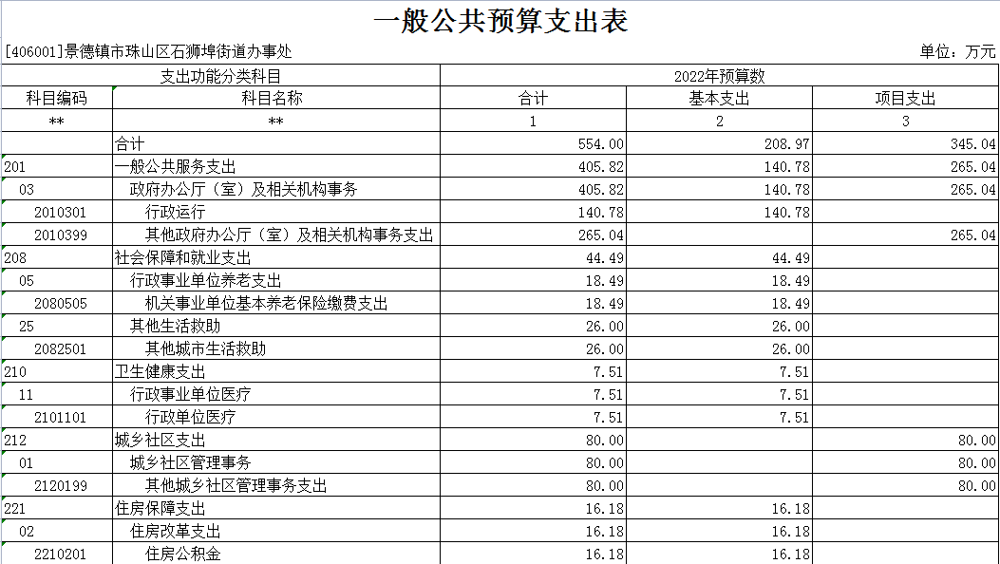 一般公共预算支出表
[406001]景德镇市珠山区石狮埠街道办事处 单位：万元
支出功能分类科目 2022年预算数
科目编码 科目名称 合计 基本支出 项目支出
** ** 1 2 3
合计 554.00 208.97 345.04
201 一般公共服务支出 405.82 140.78 265.04
03 政府办公厅（室）及相关机构事务 405.82 140.78 265.04
2010301 行政运行 140.78 140.78
2010399 其他政府办公厅（室）及相关机构事务支出 265.04 265.04
208 社会保障和就业支出 44.49 44.49
05 行政事业单位养老支出 18.49 18.49
2080505 机关事业单位基本养老保险缴费支出 18.49 18.49
25 其他生活救助 26.00 26.00
2082501 其他城市生活救助 26.00 26.00
210 卫生健康支出 7.51 7.51
11 行政事业单位医疗 7.51 7.51
2101101 行政单位医疗 7.51 7.51
212 城乡社区支出 80.00 80.00
01 城乡社区管理事务 80.00 80.00
2120199 其他城乡社区管理事务支出 80.00 80.00
221 住房保障支出 16.18 16.18
02 住房改革支出 16.18 16.18
2210201 住房公积金 16.18 16.18